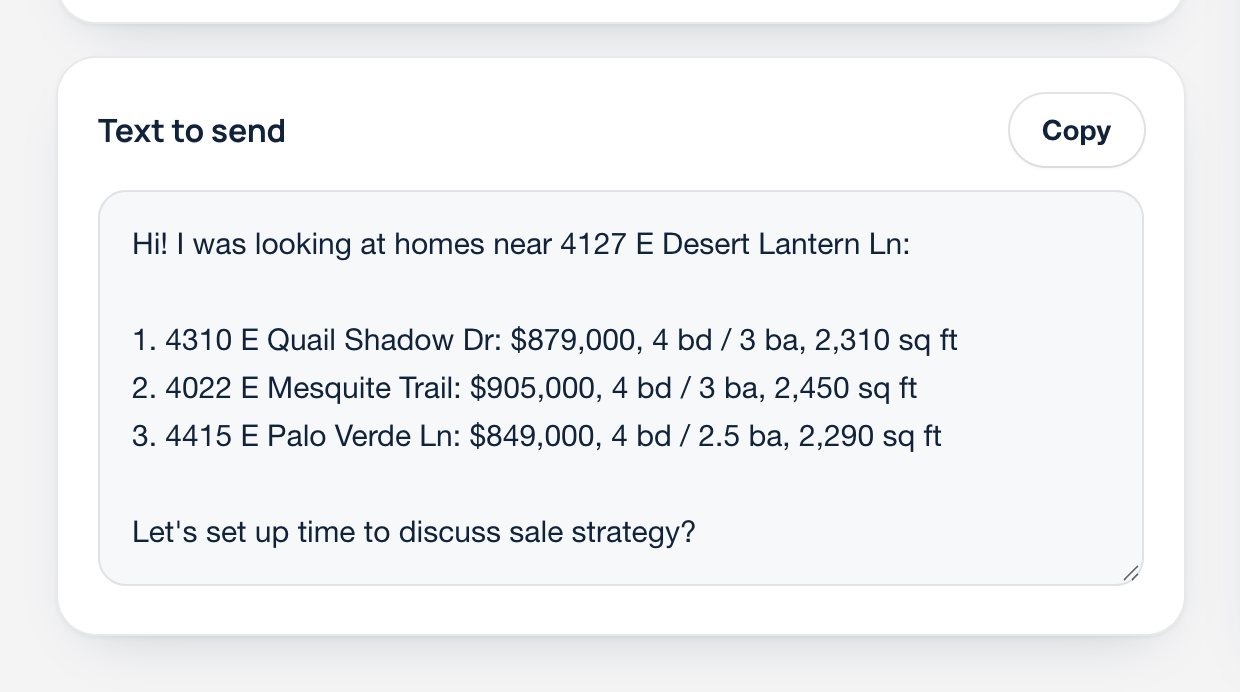 Text to send
Copy
Hi! I was looking at homes near 4127 E Desert Lantern Ln:
1. 4310 E Quail Shadow Dr: $879,000, 4 bd / 3 ba, 2,310 sq ft
2. 4022 E Mesquite Trail: $905,000, 4 bd / 3 ba, 2,450 sq ft
3. 4415 E Palo Verde Ln: $849,000, 4 bd / 2.5 ba, 2,290 sq ft
Let's set up time to discuss sale strategy?